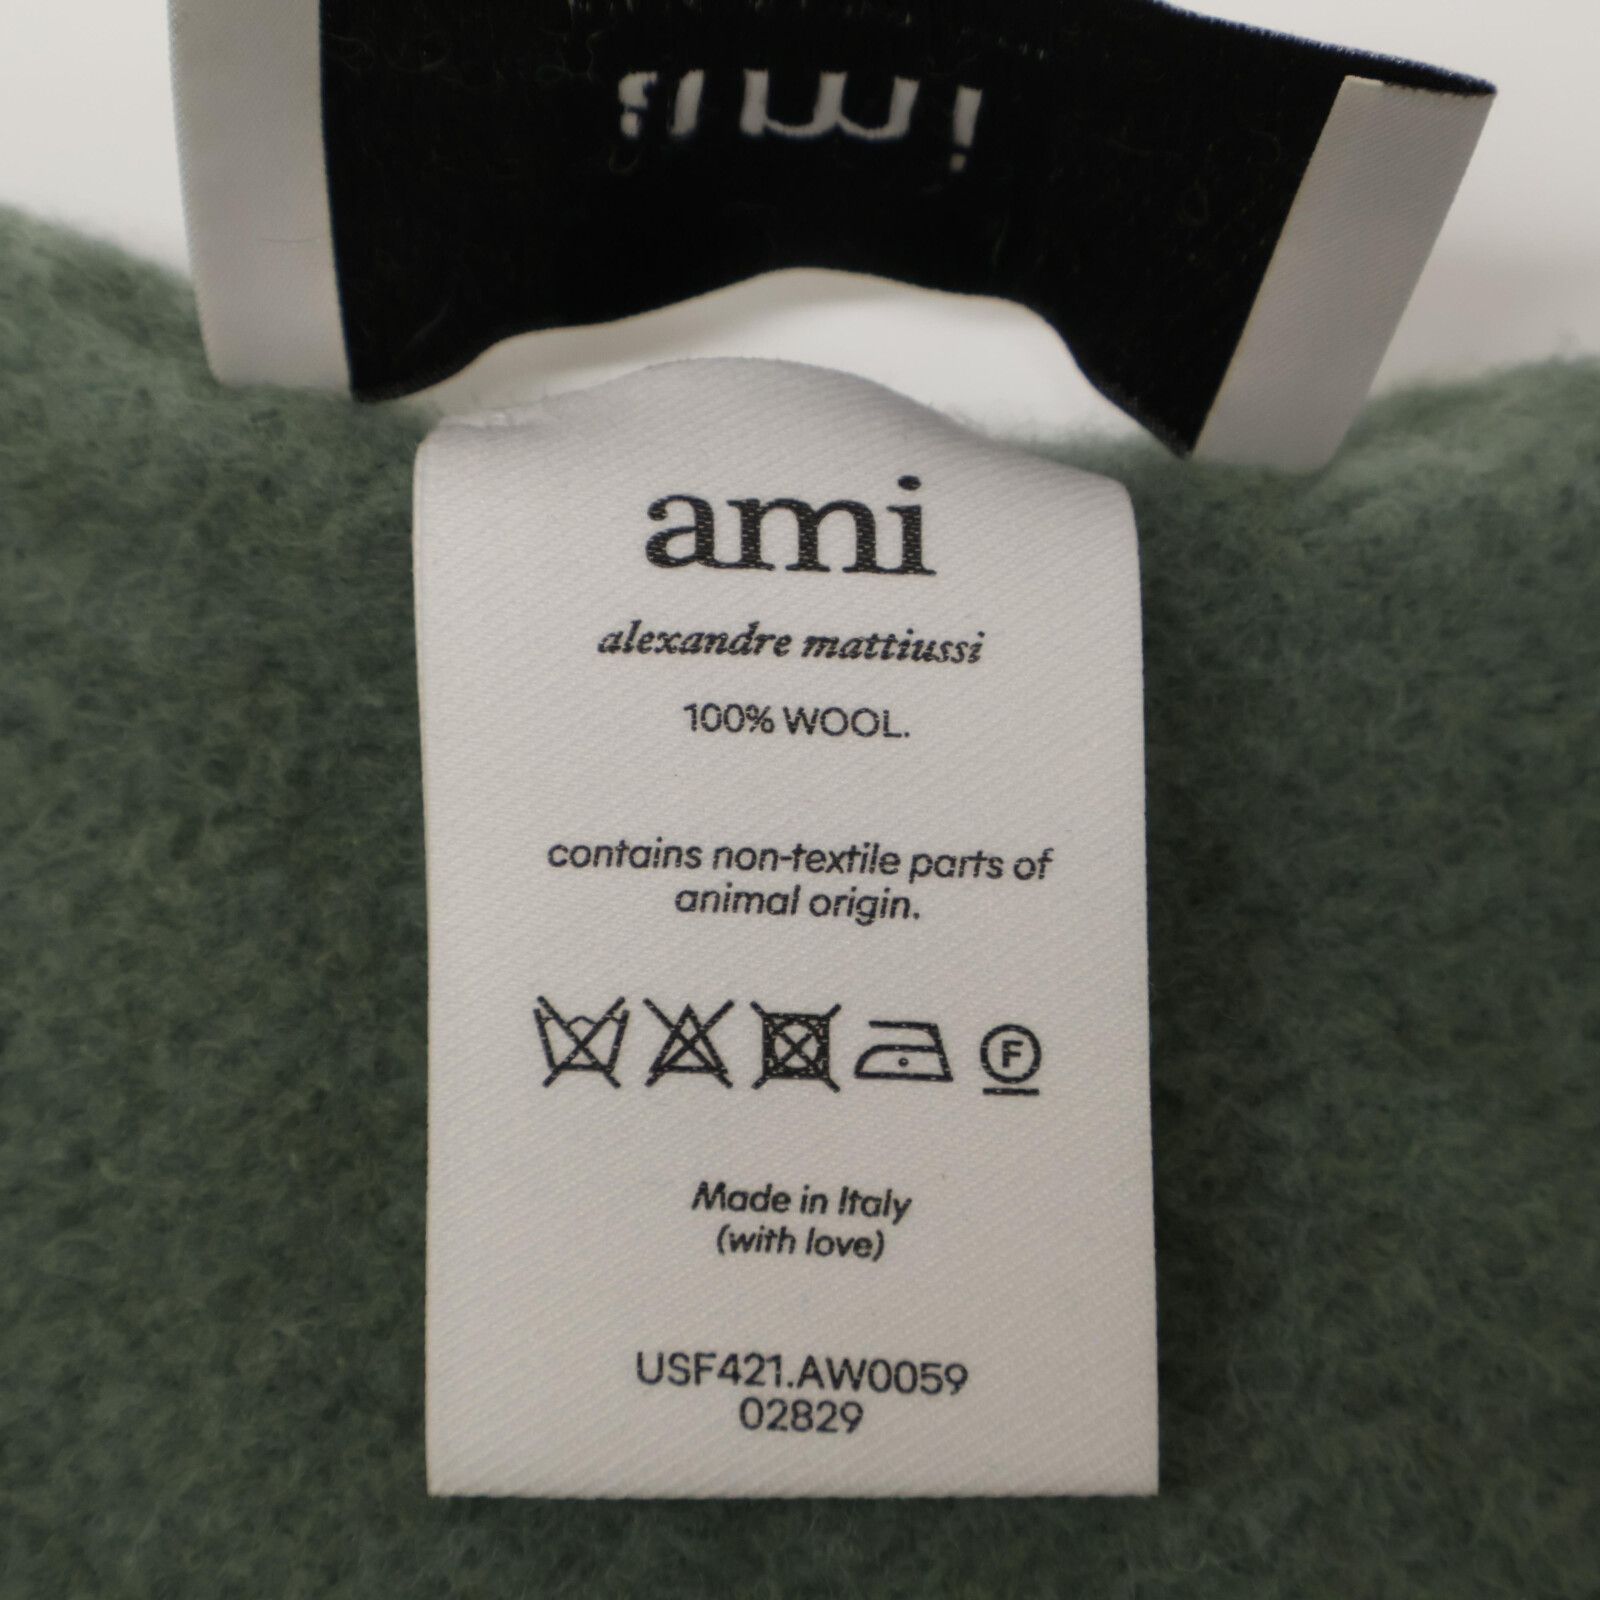 ami
ami
alexandre mattiussi
100% WOOL.
contains non-textile parts of
animal origin.
F
Made in Italy
(with love)
USF421.AW0059
02829